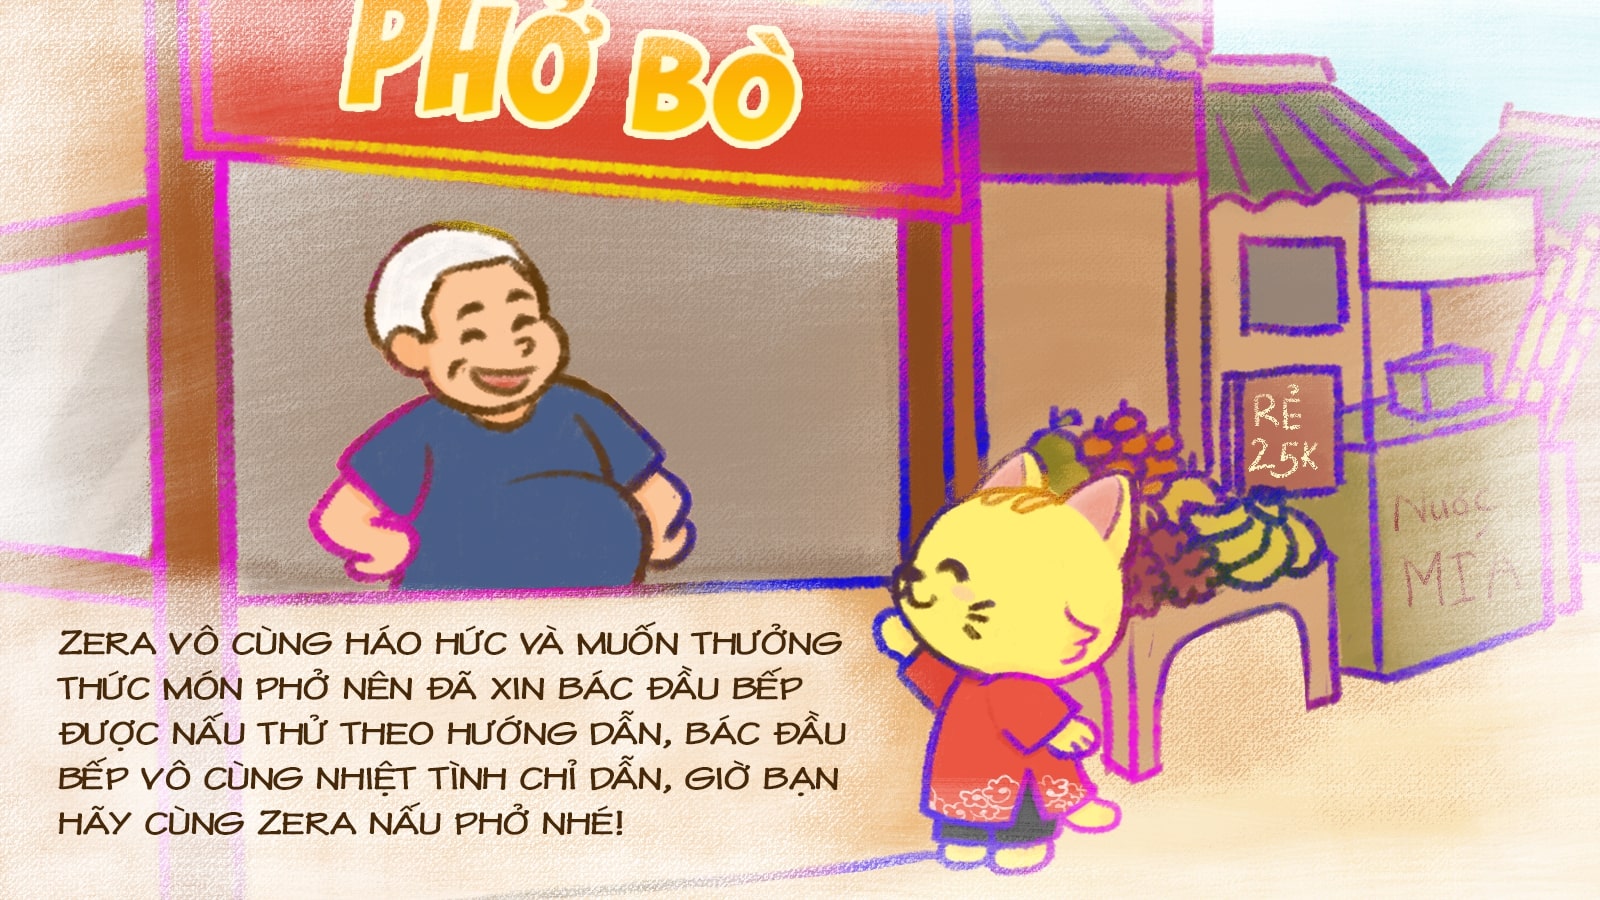 PHỞ BÒ
RẺ
25K
NƯỚC
MÍA
ZERA VÔ CÙNG HÁO HỨC VÀ MUỐN THƯỞNG
THỨC MÓN PHỞ NÊN ĐÃ XIN BÁC ĐẦU BẾP
ĐƯỢC NẤU THỬ THEO HƯỚNG DẪN, BÁC ĐẦU
BẾP VÔ CÙNG NHIỆT TÌNH CHỈ DẪN, GIỜ BẠN
HÃY CÙNG ZERA NẤU PHỞ NHÉ!